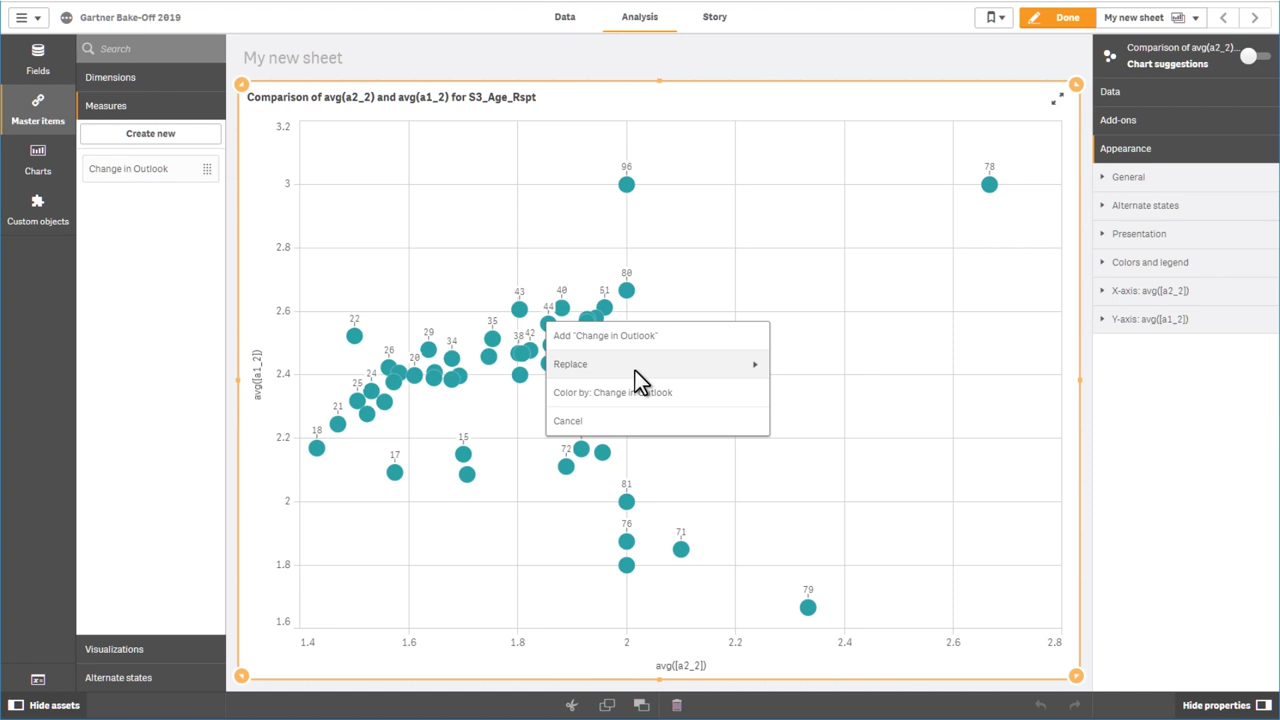 Gartner Bake-Off 2019
Data
Analysis
Story
Done
My new sheet
Fields
Master items
Charts
Custom objects
Search
Dimensions
Measures
Create new
Change in Outlook
Visualizations
Alternate states
Hide assets
My new sheet
Comparison of avg(a2_2) and avg(a1_2) for S3_Age_Rspt
3.2
3
2.8
2.6
2.4
2.2
2
1.8
1.6
avg([a1_2])
96
78
80
43
40
51
44
22
29
35
38
42
26
20
34
25
24
21
18
17
15
72
81
76
71
79
Add "Change in Outlook"
Replace
Color by: Change in Outlook
Cancel
1.4
1.6
1.8
2
2.2
2.4
2.6
2.8
avg([a2_2])
Comparison of avg(a2_2)...
Chart suggestions
Data
Add-ons
Appearance
General
Alternate states
Presentation
Colors and legend
X-axis: avg([a2_2])
Y-axis: avg([a1_2])
Hide properties